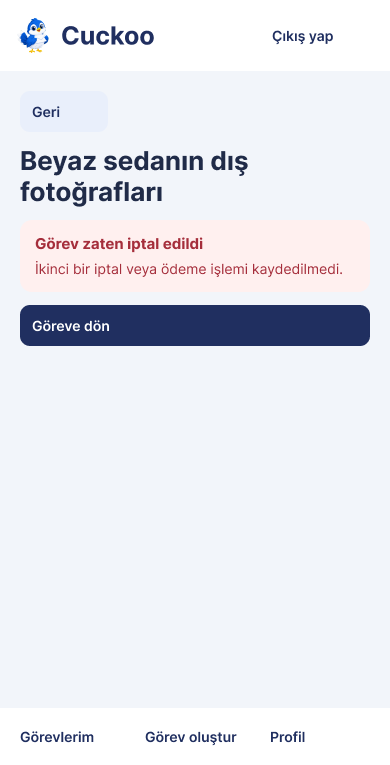 Cuckoo
Çıkış yap
Geri
Beyaz sedanın dış
fotoğrafları
Görev zaten iptal edildi
İkinci bir iptal veya ödeme işlemi kaydedilmedi.
Göreve dön
Görevlerim
Görev oluştur
Profil